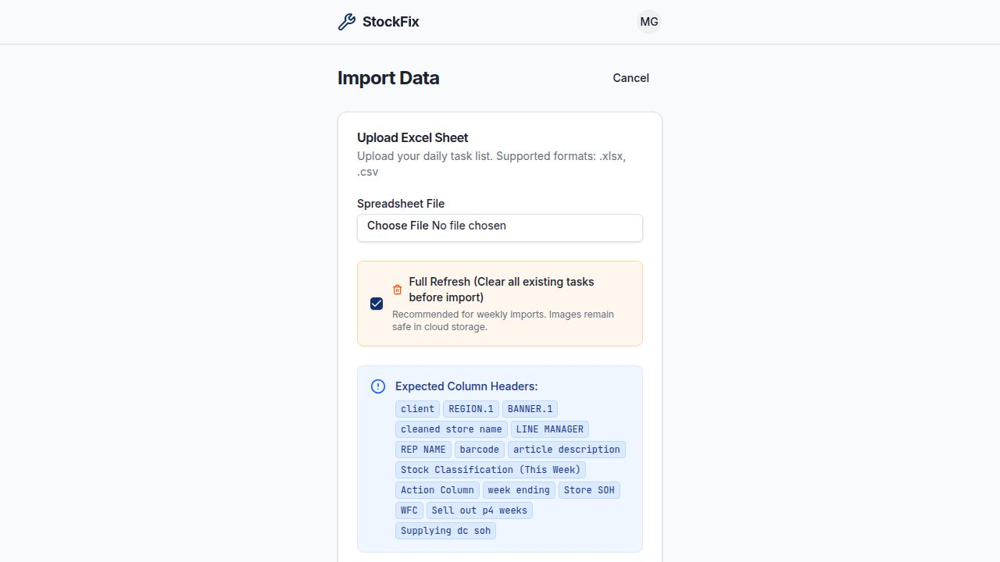 StockFix
MG
Import Data
Cancel
Upload Excel Sheet
Upload your daily task list. Supported formats: .xlsx,
.csv
Spreadsheet File
Choose File No file chosen
Full Refresh (Clear all existing tasks
before import)
Recommended for weekly imports. Images remain
safe in cloud storage.
Expected Column Headers:
client REGION.1 BANNER.1
cleaned store name LINE MANAGER
REP NAME barcode article description
Stock Classification (This Week)
Action Column week ending Store SOH
WFC Sell out p4 weeks
Supplying dc soh